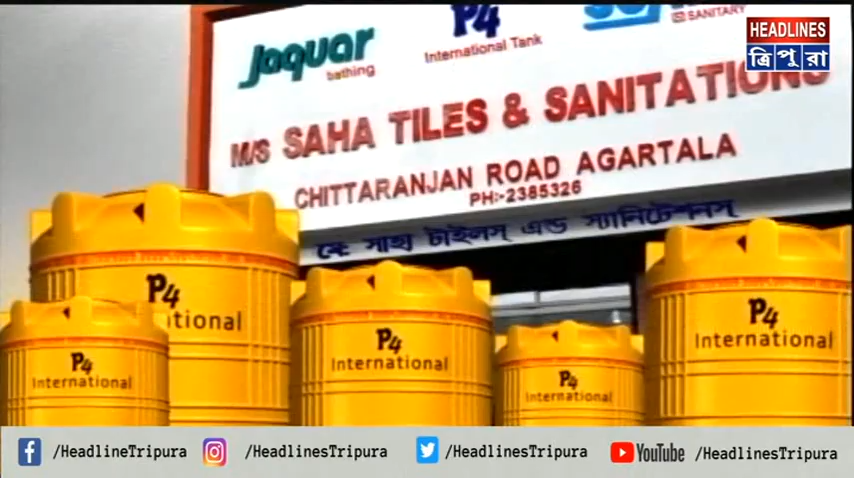 Jaquar
bathing
P4
International Tank
SANITARY
HEADLINES
ত্রিপুরা
M/S SAHA TILES & SANITATIONS
CHITTARANJAN ROAD AGARTALA
PH:-2385326
মেঃ সাহা টাইলস্ এন্ড স্যানিটেশনস্
P4
International
P4
International
P4
International
P4
International
P4
International
/HeadlineTripura
/HeadlinesTripura
/HeadlinesTripura
YouTube /HeadlinesTripura